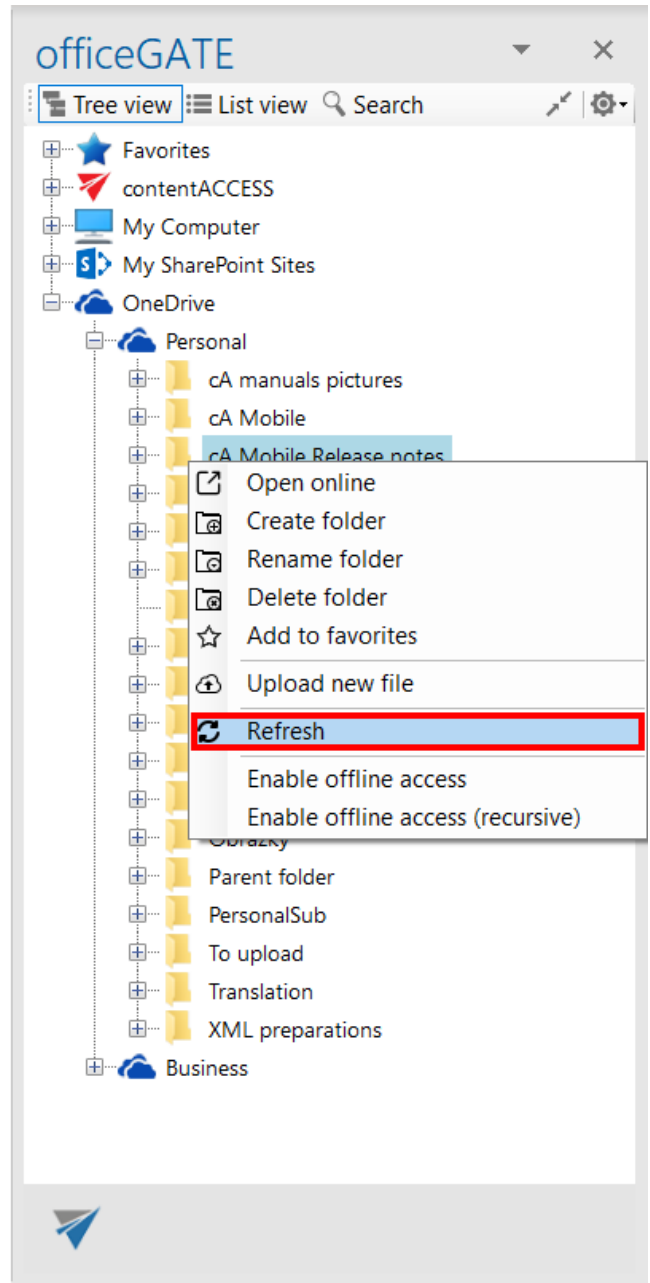 officeGATE
Tree view List view Search
Favorites
contentACCESS
My Computer
My SharePoint Sites
OneDrive
Personal
cA manuals pictures
cA Mobile
cA Mobile Release notes
Open online
Create folder
Rename folder
Delete folder
Add to favorites
Upload new file
Refresh
Enable offline access
Enable offline access (recursive)
Obrazky
Parent folder
PersonalSub
To upload
Translation
XML preparations
Business